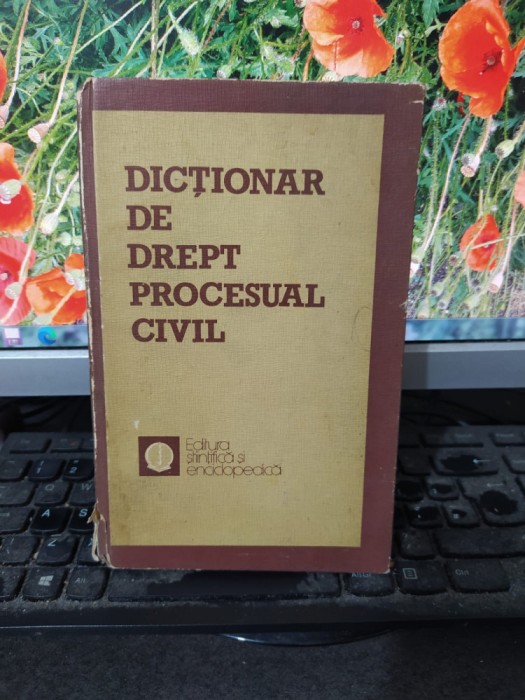 DICȚIONAR
DE
DREPT
PROCESUAL
CIVIL
Editura
științifică și
enciclopedică